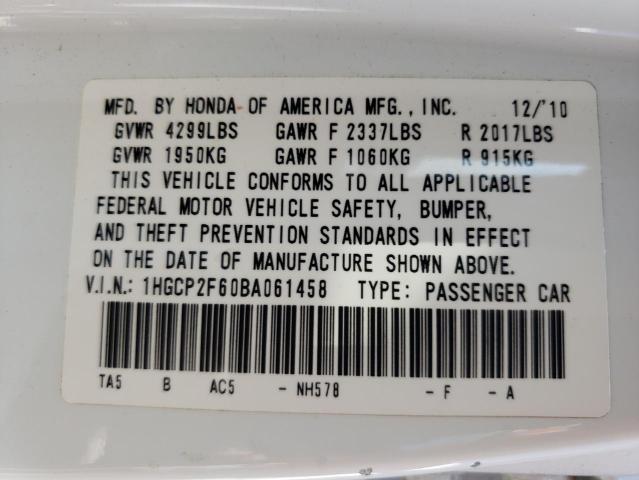 MFD. BY HONDA OF AMERICA MFG., INC. 12/'10
GVWR 4299LBS GAWR F 2337LBS R 2017LBS
GVWR 1950KG GAWR F 1060KG R 915KG
THIS VEHICLE CONFORMS TO ALL APPLICABLE
FEDERAL MOTOR VEHICLE SAFETY, BUMPER,
AND THEFT PREVENTION STANDARDS IN EFFECT
ON THE DATE OF MANUFACTURE SHOWN ABOVE.
V.I.N.: 1HGCP2F60BA061458 TYPE: PASSENGER CAR
TA5 B AC5 - NH578 - F - A